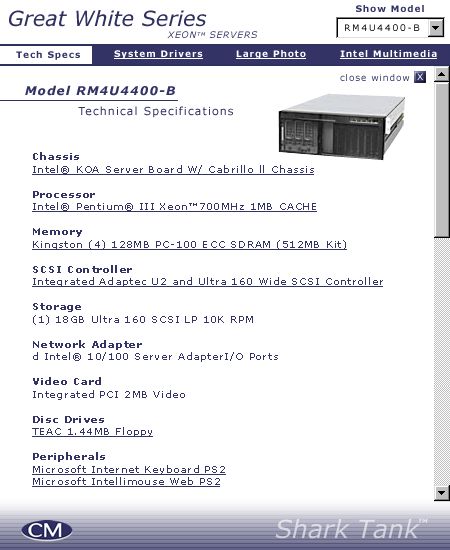 Great White Series
XEON™ SERVERS
Show Model
RM4U4400-B
Tech Specs
System Drivers
Large Photo
Intel Multimedia
close window X
Model RM4U4400-B
Technical Specifications
Chassis
Intel® KOA Server Board W/ Cabrillo ll Chassis
Processor
Intel® Pentium® III Xeon™700MHz 1MB CACHE
Memory
Kingston (4) 128MB PC-100 ECC SDRAM (512MB Kit)
SCSI Controller
Integrated Adaptec U2 and Ultra 160 Wide SCSI Controller
Storage
(1) 18GB Ultra 160 SCSI LP 10K RPM
Network Adapter
d Intel® 10/100 Server AdapterI/O Ports
Video Card
Integrated PCI 2MB Video
Disc Drives
TEAC 1.44MB Floppy
Peripherals
Microsoft Internet Keyboard PS2
Microsoft Intellimouse Web PS2
CM
Shark Tank™